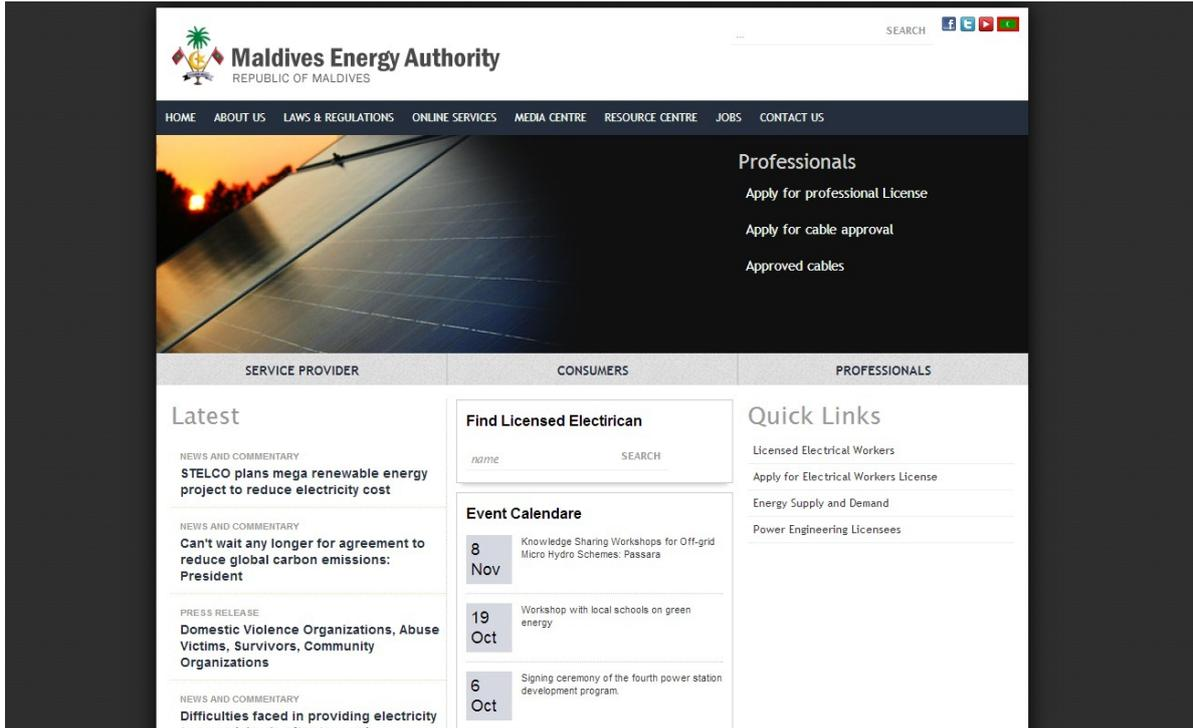 Maldives Energy Authority
REPUBLIC OF MALDIVES
...
SEARCH
HOME ABOUT US LAWS & REGULATIONS ONLINE SERVICES MEDIA CENTRE RESOURCE CENTRE JOBS CONTACT US
Professionals
Apply for professional License
Apply for cable approval
Approved cables
SERVICE PROVIDER CONSUMERS PROFESSIONALS
Latest
NEWS AND COMMENTARY
STELCO plans mega renewable energy
project to reduce electricity cost
NEWS AND COMMENTARY
Can't wait any longer for agreement to
reduce global carbon emissions:
President
PRESS RELEASE
Domestic Violence Organizations, Abuse
Victims, Survivors, Community
Organizations
NEWS AND COMMENTARY
Difficulties faced in providing electricity
Find Licensed Electirican
name SEARCH
Event Calendare
8
Nov
Knowledge Sharing Workshops for Off-grid
Micro Hydro Schemes: Passara
19
Oct
Workshop with local schools on green
energy
6
Oct
Signing ceremony of the fourth power station
development program.
Quick Links
Licensed Electrical Workers
Apply for Electrical Workers License
Energy Supply and Demand
Power Engineering Licensees